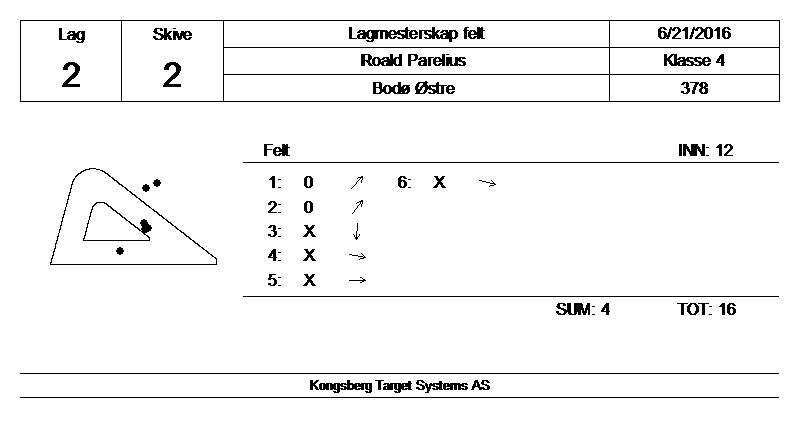 Lag Skive Lagmesterskap felt 6/21/2016
2 2 Roald Parelius Klasse 4
Bodø Østre 378
Felt INN: 12
1: 0 ↗ 6: X →
2: 0 ↗
3: X ↓
4: X →
5: X →
SUM: 4 TOT: 16
Kongsberg Target Systems AS